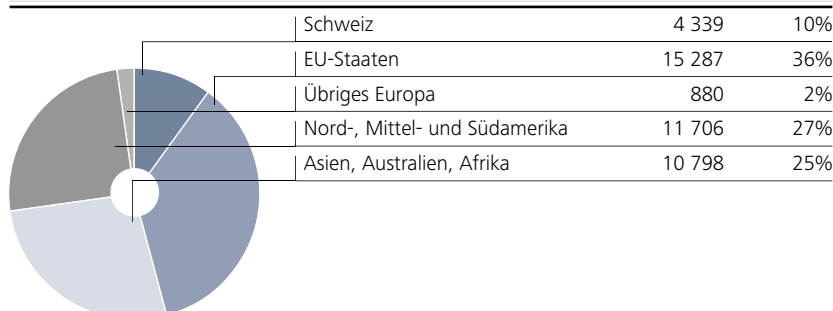 Schweiz 4 339 10%
EU-Staaten 15 287 36%
Übriges Europa 880 2%
Nord-, Mittel- und Südamerika 11 706 27%
Asien, Australien, Afrika 10 798 25%